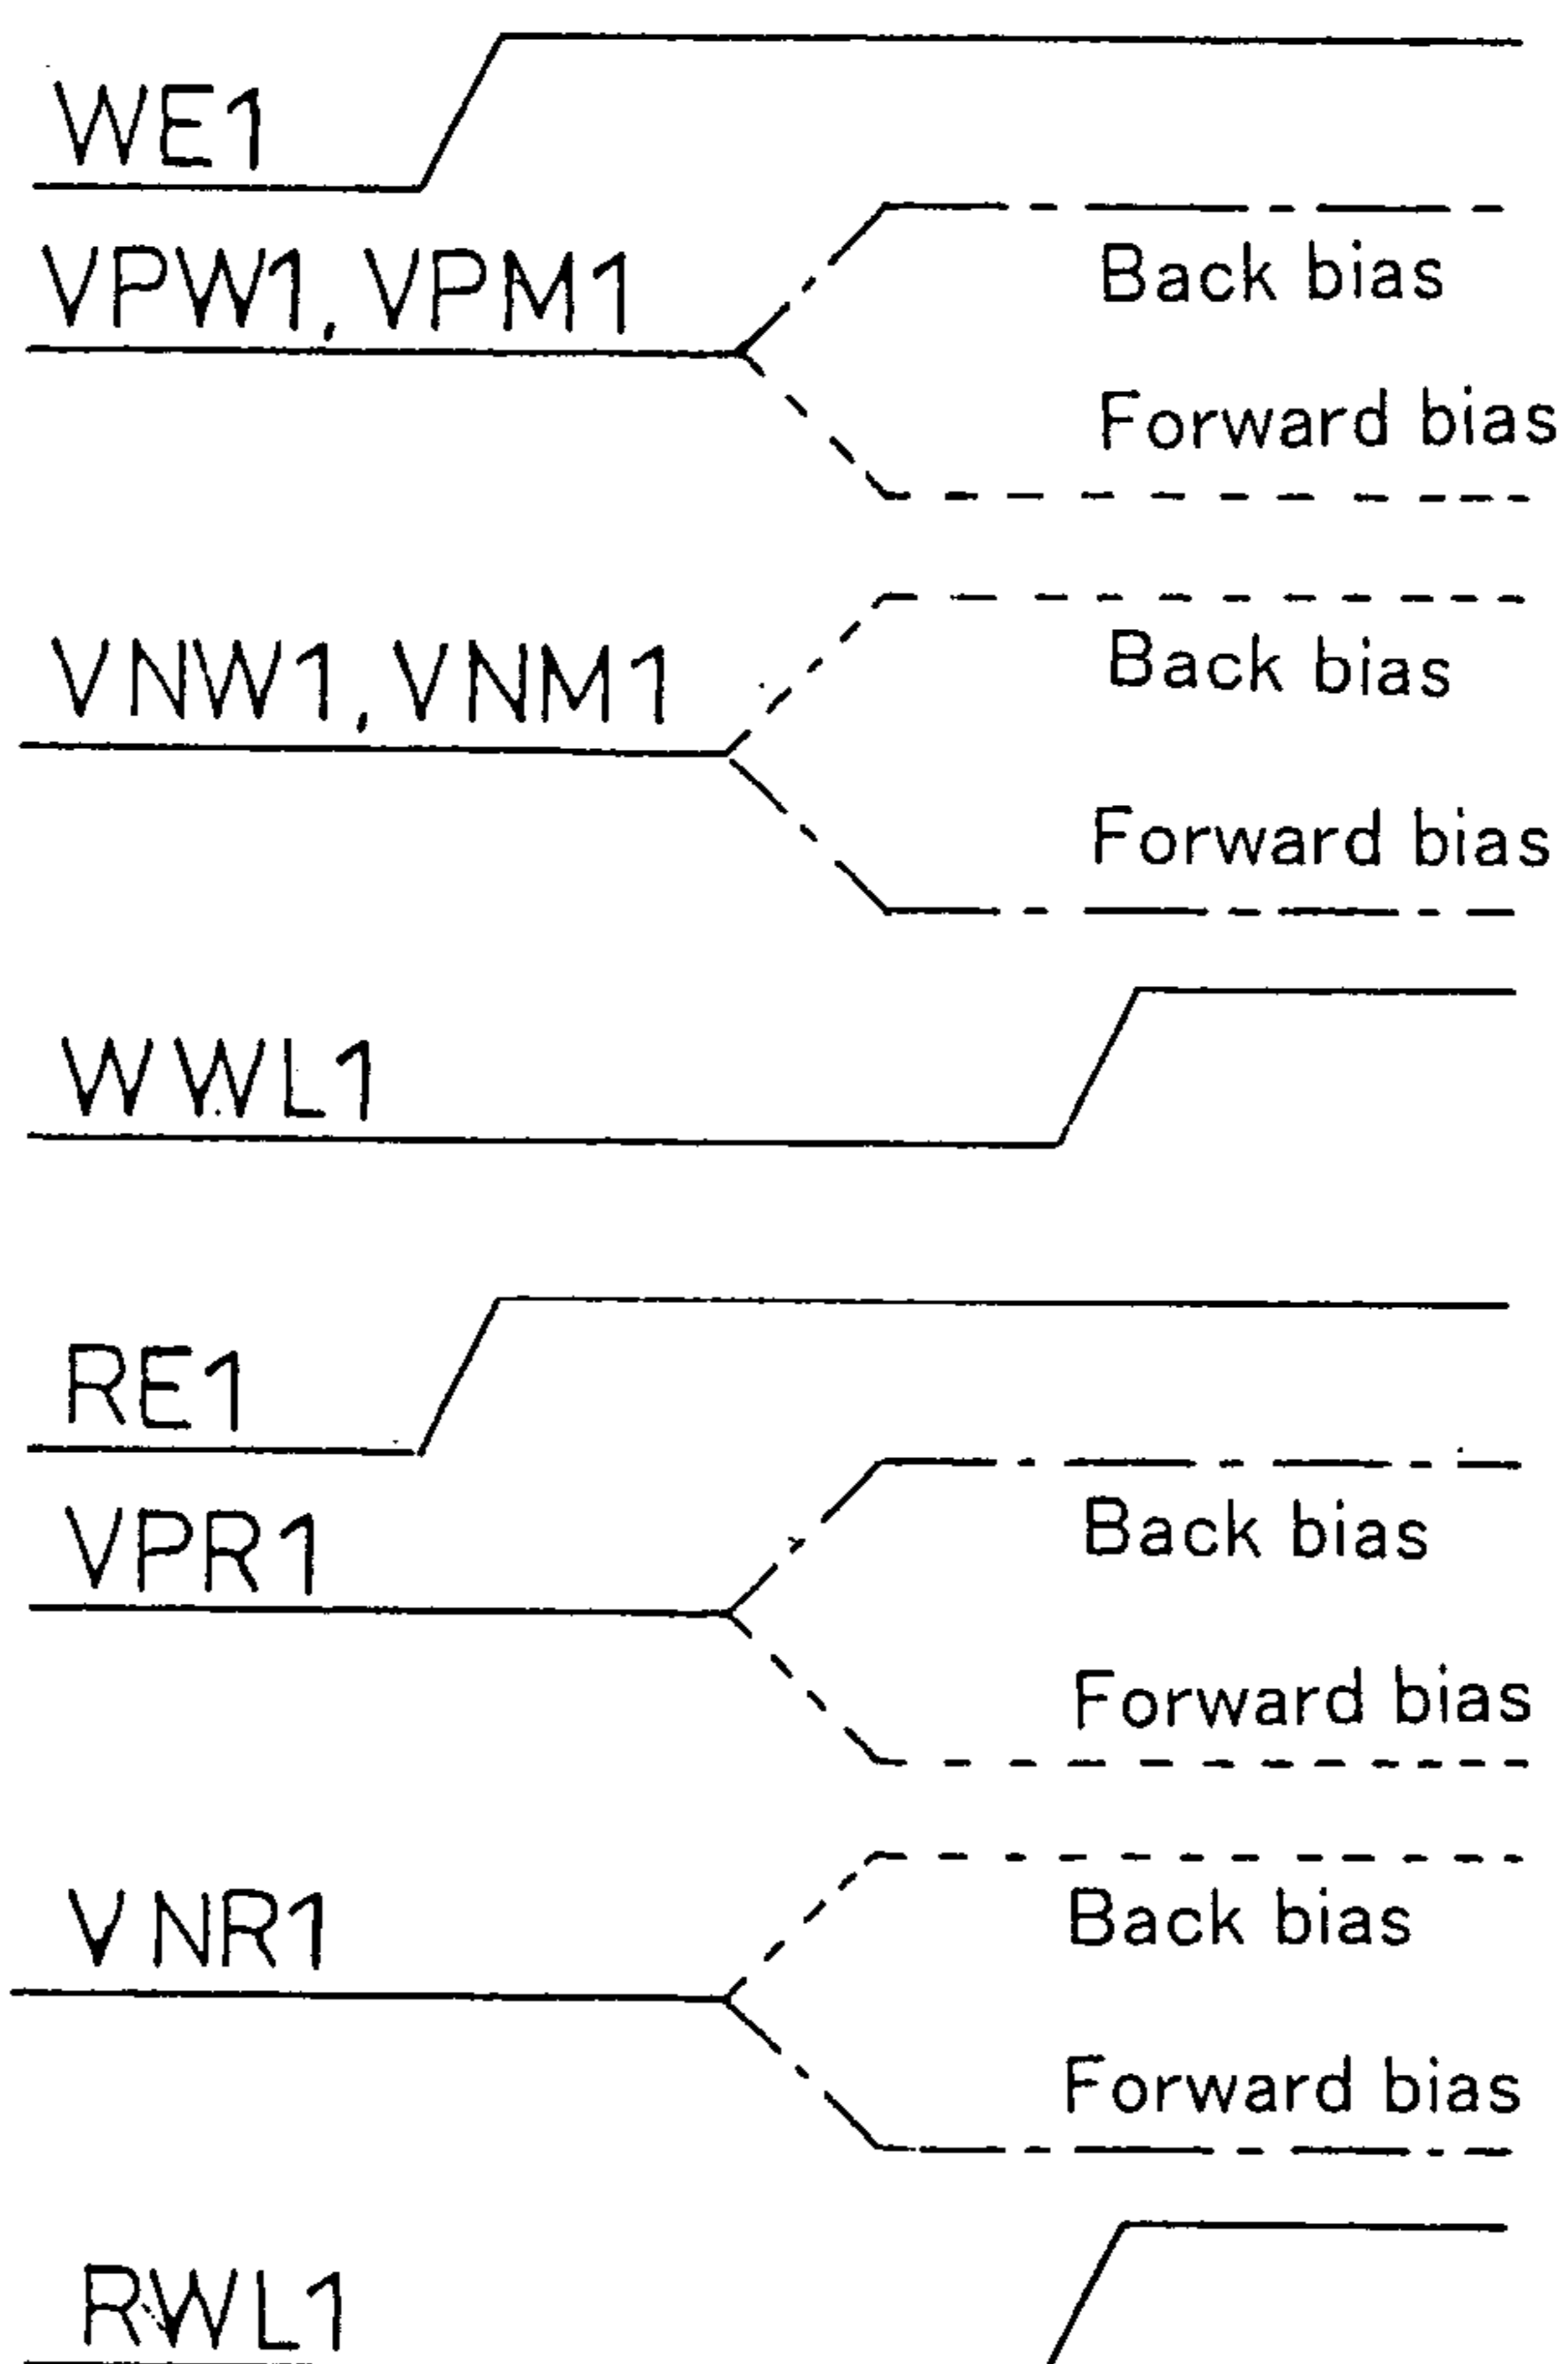 WE1
VPW1, VPM1
Back bias
Forward bias
VNW1, VNM1
Back bias
Forward bias
WWL1
RE1
VPR1
Back bias
Forward bias
VNR1
Back bias
Forward bias
RWL1